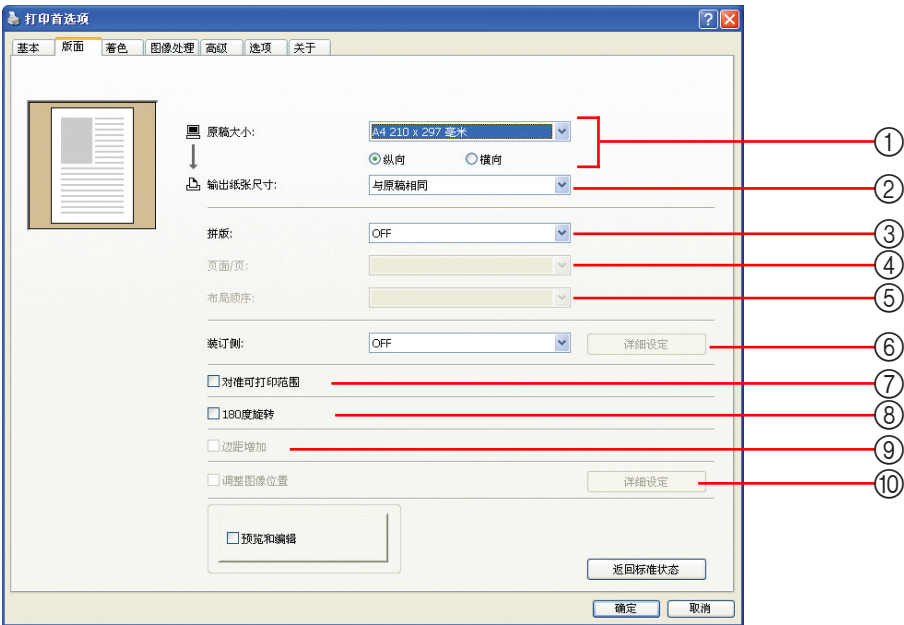 打印首选项
基本 版面 着色 图像处理 高级 选项 关于
原稿大小: A4 210 x 297 毫米 ①
纵向 横向
输出纸张尺寸: 与原稿相同 ②
拼版: OFF ③
页面/页: ④
布局顺序: ⑤
装订侧: OFF 详细设定 ⑥
对准可打印范围 ⑦
180度旋转 ⑧
边距增加 ⑨
调整图像位置 详细设定 ⑩
预览和编辑
返回标准状态
确定 取消